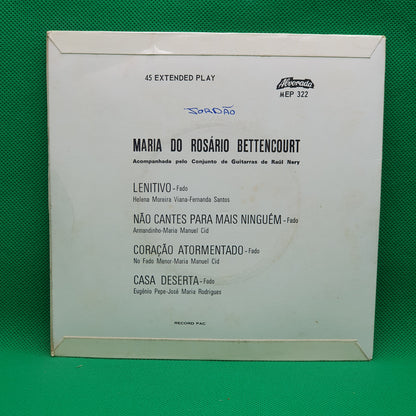 45 EXTENDED PLAY
Alvorada
MEP 322
JORDÃO
MARIA DO ROSÁRIO BETTENCOURT
Acompanhada pelo Conjunto de Guitarras de Raúl Nery
LENITIVO-Fado
Helena Moreira Viana-Fernanda Santos
NÃO CANTES PARA MAIS NINGUÉM-Fado
Armandinho-Maria Manuel Cid
CORAÇÃO ATORMENTADO-Fado
No Fado Menor-Maria Manuel Cid
CASA DESERTA-Fado
Eugénio Pepe-José Maria Rodrigues
RECORD PAC